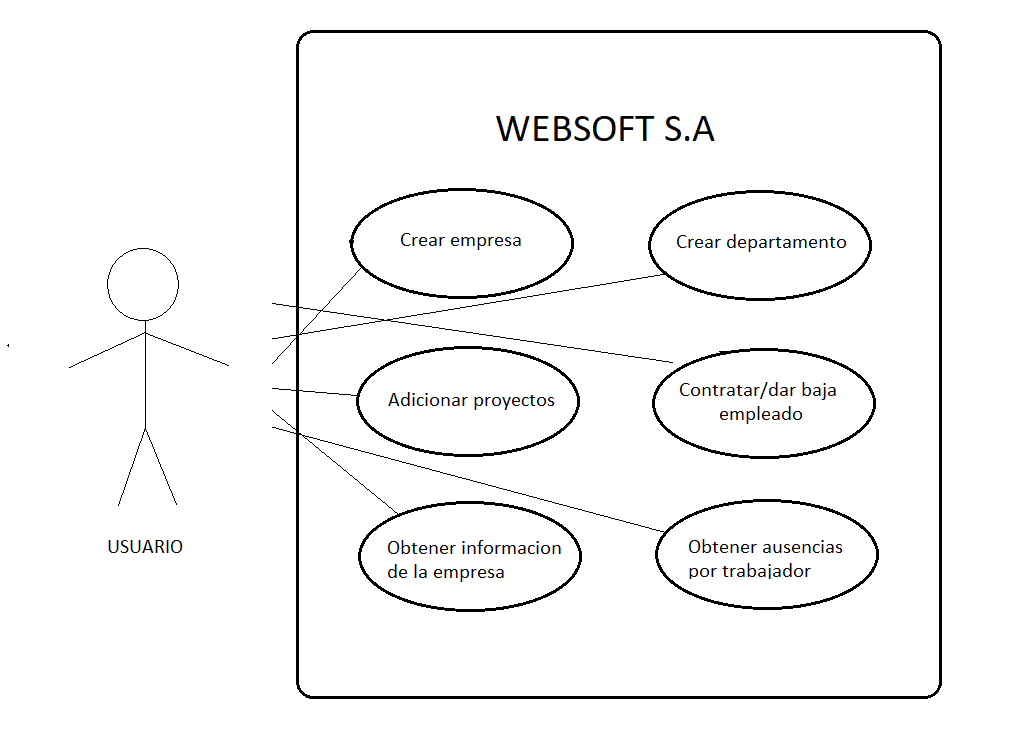 WEBSOFT S.A
Crear empresa
Crear departamento
Adicionar proyectos
Contratar/dar baja
empleado
Obtener informacion
de la empresa
Obtener ausencias
por trabajador
USUARIO